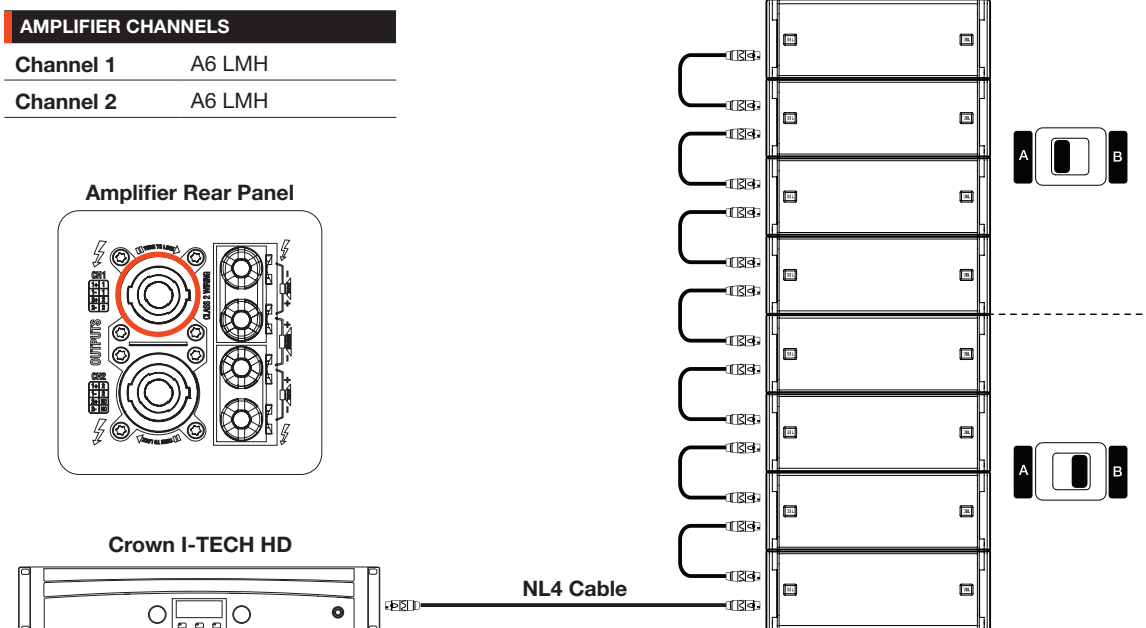 AMPLIFIER CHANNELS
Channel 1 A6 LMH
Channel 2 A6 LMH
Amplifier Rear Panel
CH1
CLASS 2 WIRING
OUTPUTS
CH2
Crown I-TECH HD
NL4 Cable
A B
A B